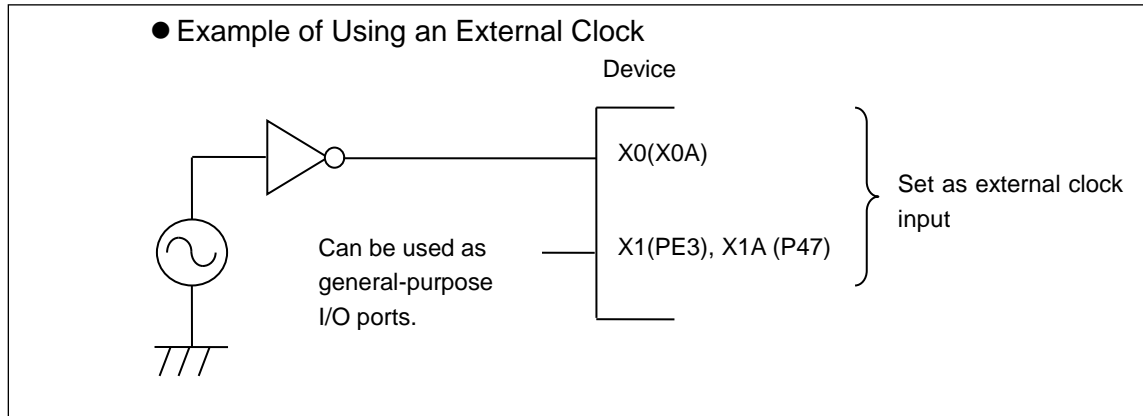 ● Example of Using an External Clock
Device
X0(X0A)
Set as external clock
input
X1(PE3), X1A (P47)
Can be used as
general-purpose
I/O ports.